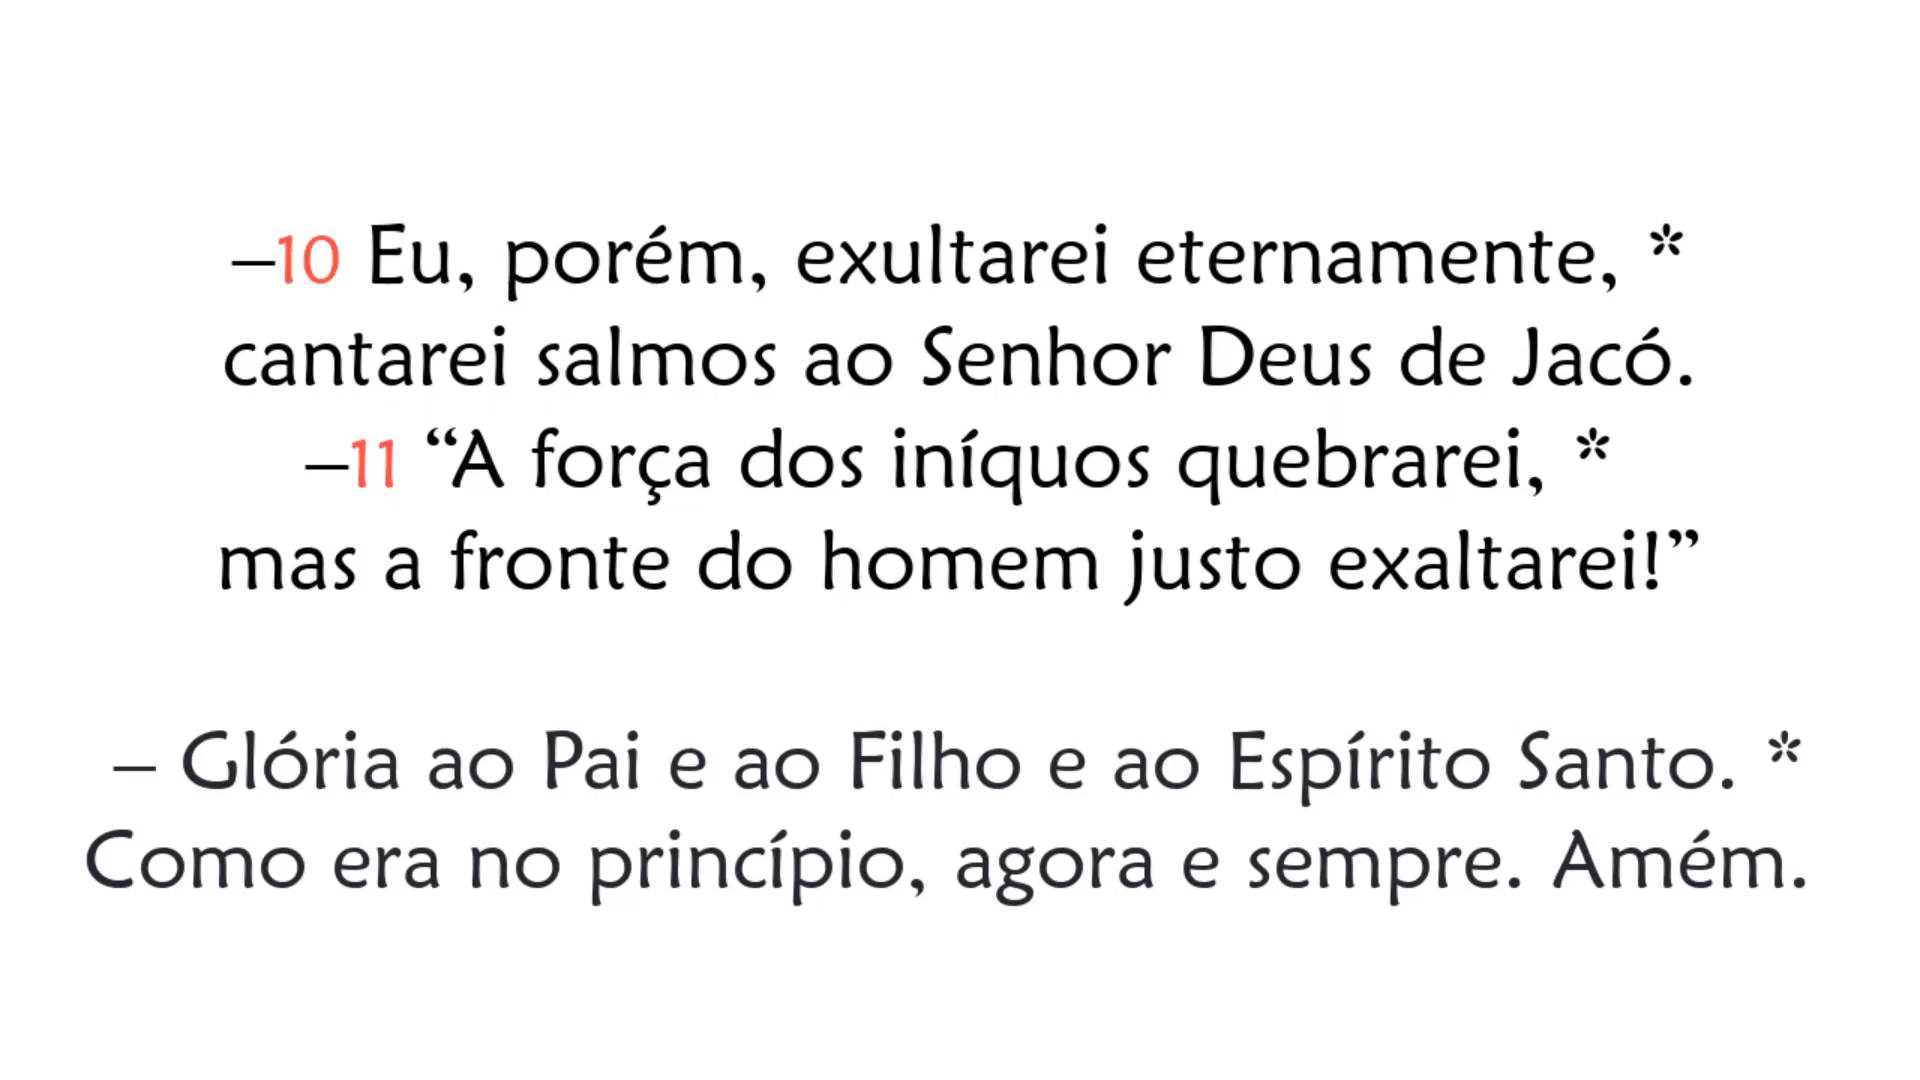 –10 Eu, porém, exultarei eternamente, *
cantarei salmos ao Senhor Deus de Jacó.
–11 “A força dos iníquos quebrarei, *
mas a fronte do homem justo exaltarei!”
– Glória ao Pai e ao Filho e ao Espírito Santo. *
Como era no princípio, agora e sempre. Amém.